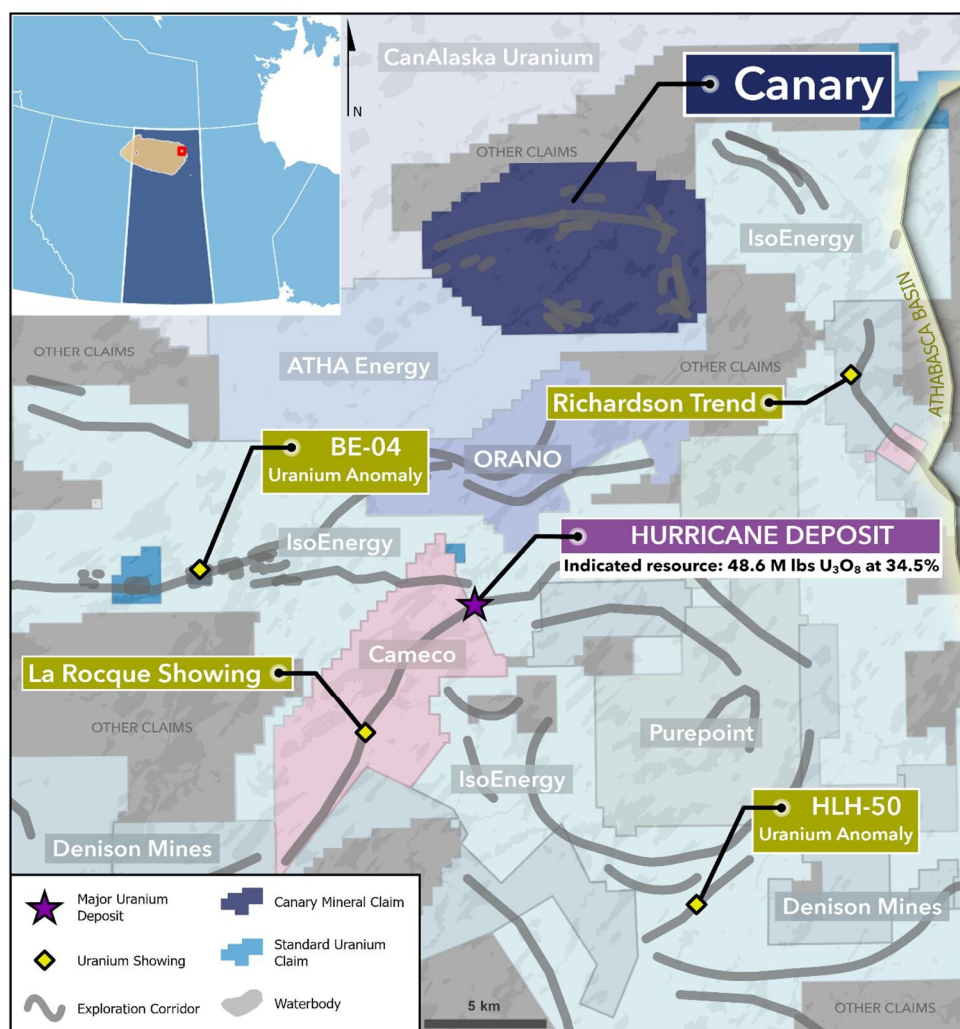 CanAlaska Uranium
N
Canary
OTHER CLAIMS
IsoEnergy
ATHABASCA BASIN
OTHER CLAIMS
ATHA Energy
OTHER CLAIMS
Richardson Trend
BE-04
Uranium Anomaly
ORANO
IsoEnergy
HURRICANE DEPOSIT
Indicated resource: 48.6 M lbs U₃O₈ at 34.5%
Cameco
La Rocque Showing
OTHER CLAIMS
Purepoint
IsoEnergy
HLH-50
Uranium Anomaly
Denison Mines
Denison Mines
Major Uranium
Deposit
Canary Mineral Claim
Uranium Showing
Standard Uranium
Claim
Exploration Corridor
Waterbody
5 km
OTHER CLAIMS